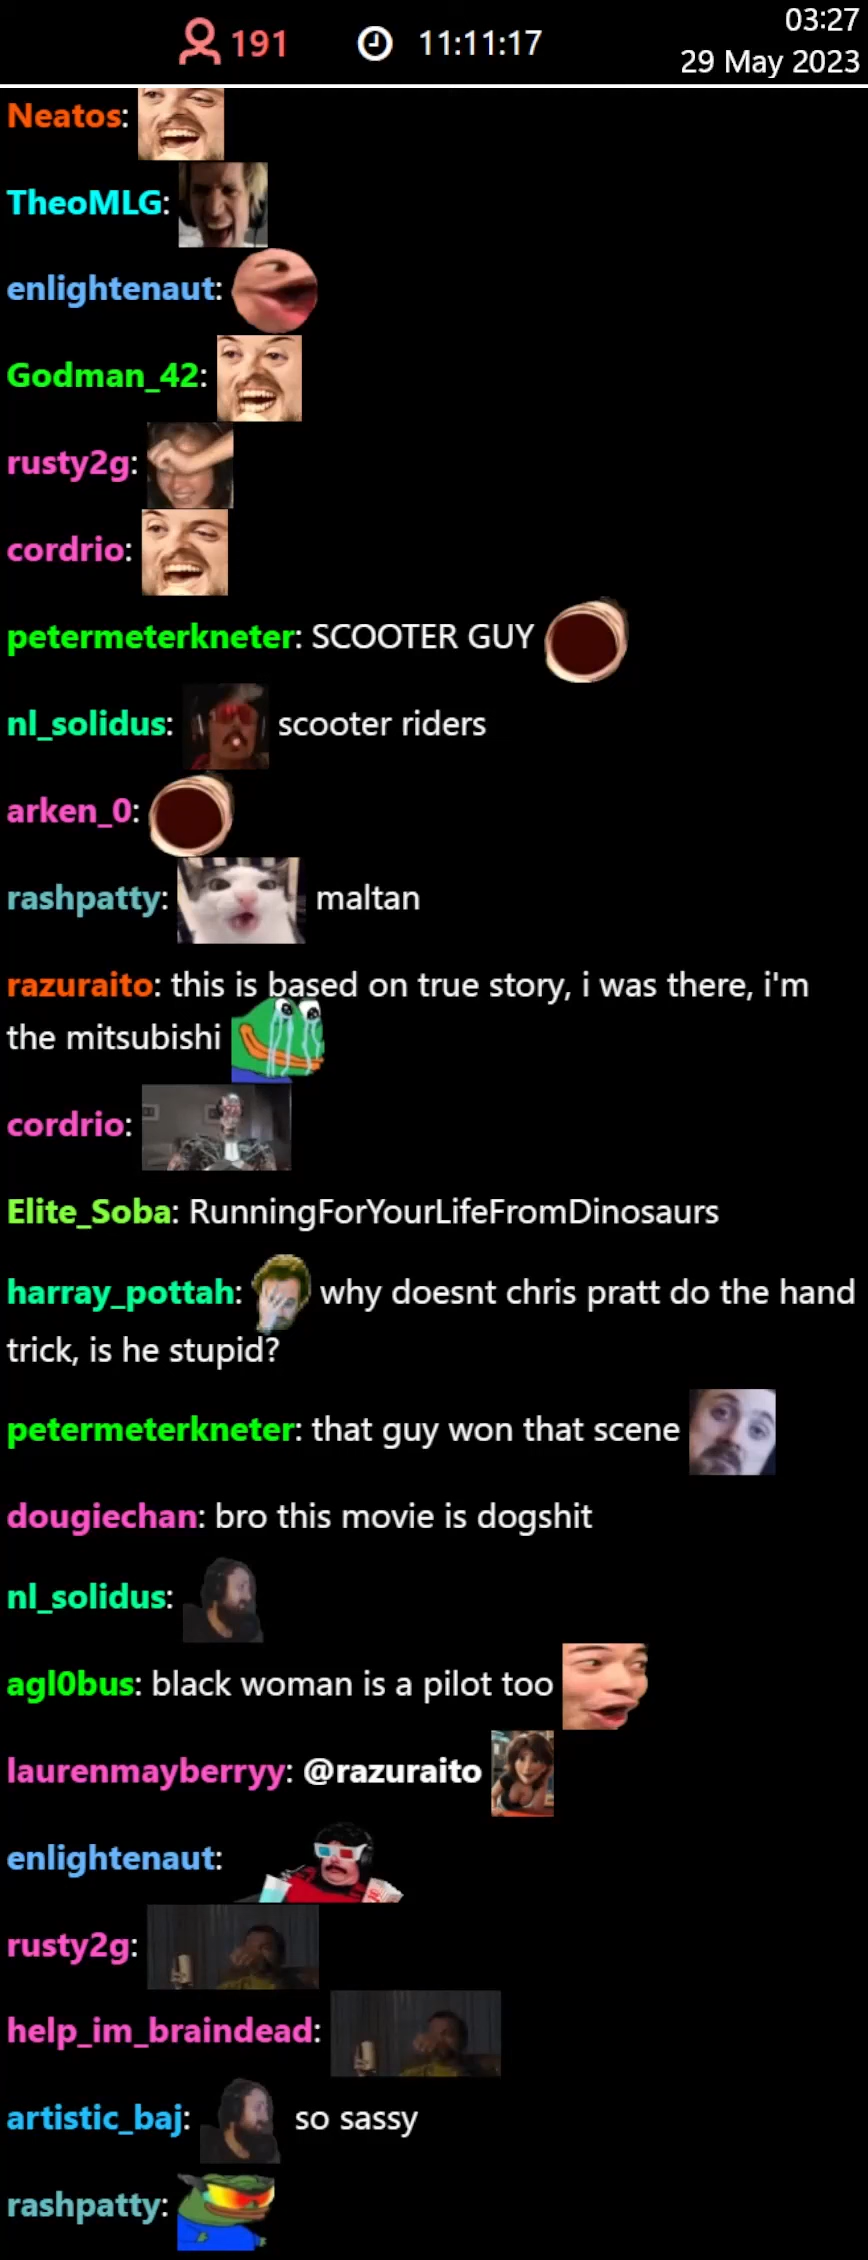 191
11:11:17
03:27
29 May 2023
Neatos:
TheoMLG:
enlightenaut:
Godman_42:
rusty2g:
cordrio:
petermeterkneter: SCOOTER GUY
nl_solidus: scooter riders
arken_0:
rashpatty: maltan
razuraito: this is based on true story, i was there, i'm
the mitsubishi
cordrio:
Elite_Soba: RunningForYourLifeFromDinosaurs
harray_pottah: why doesnt chris pratt do the hand
trick, is he stupid?
petermeterkneter: that guy won that scene
dougiechan: bro this movie is dogshit
nl_solidus:
agl0bus: black woman is a pilot too
laurenmayberryy: @razuraito
enlightenaut:
rusty2g:
help_im_braindead:
artistic_baj: so sassy
rashpatty: